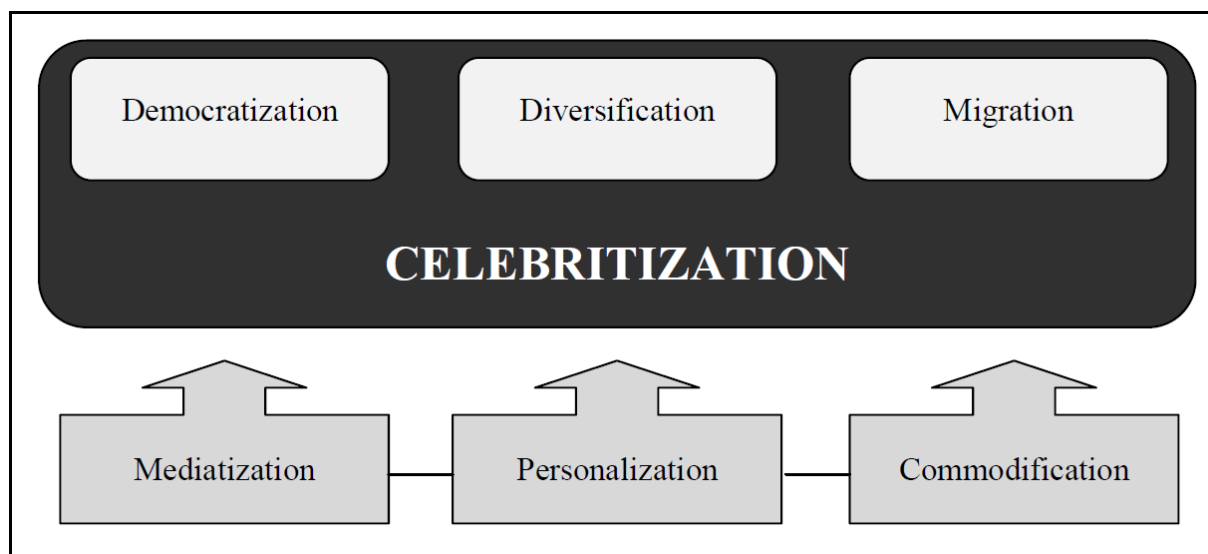 Democratization
Diversification
Migration
CELEBRITIZATION
Mediatization
Personalization
Commodification